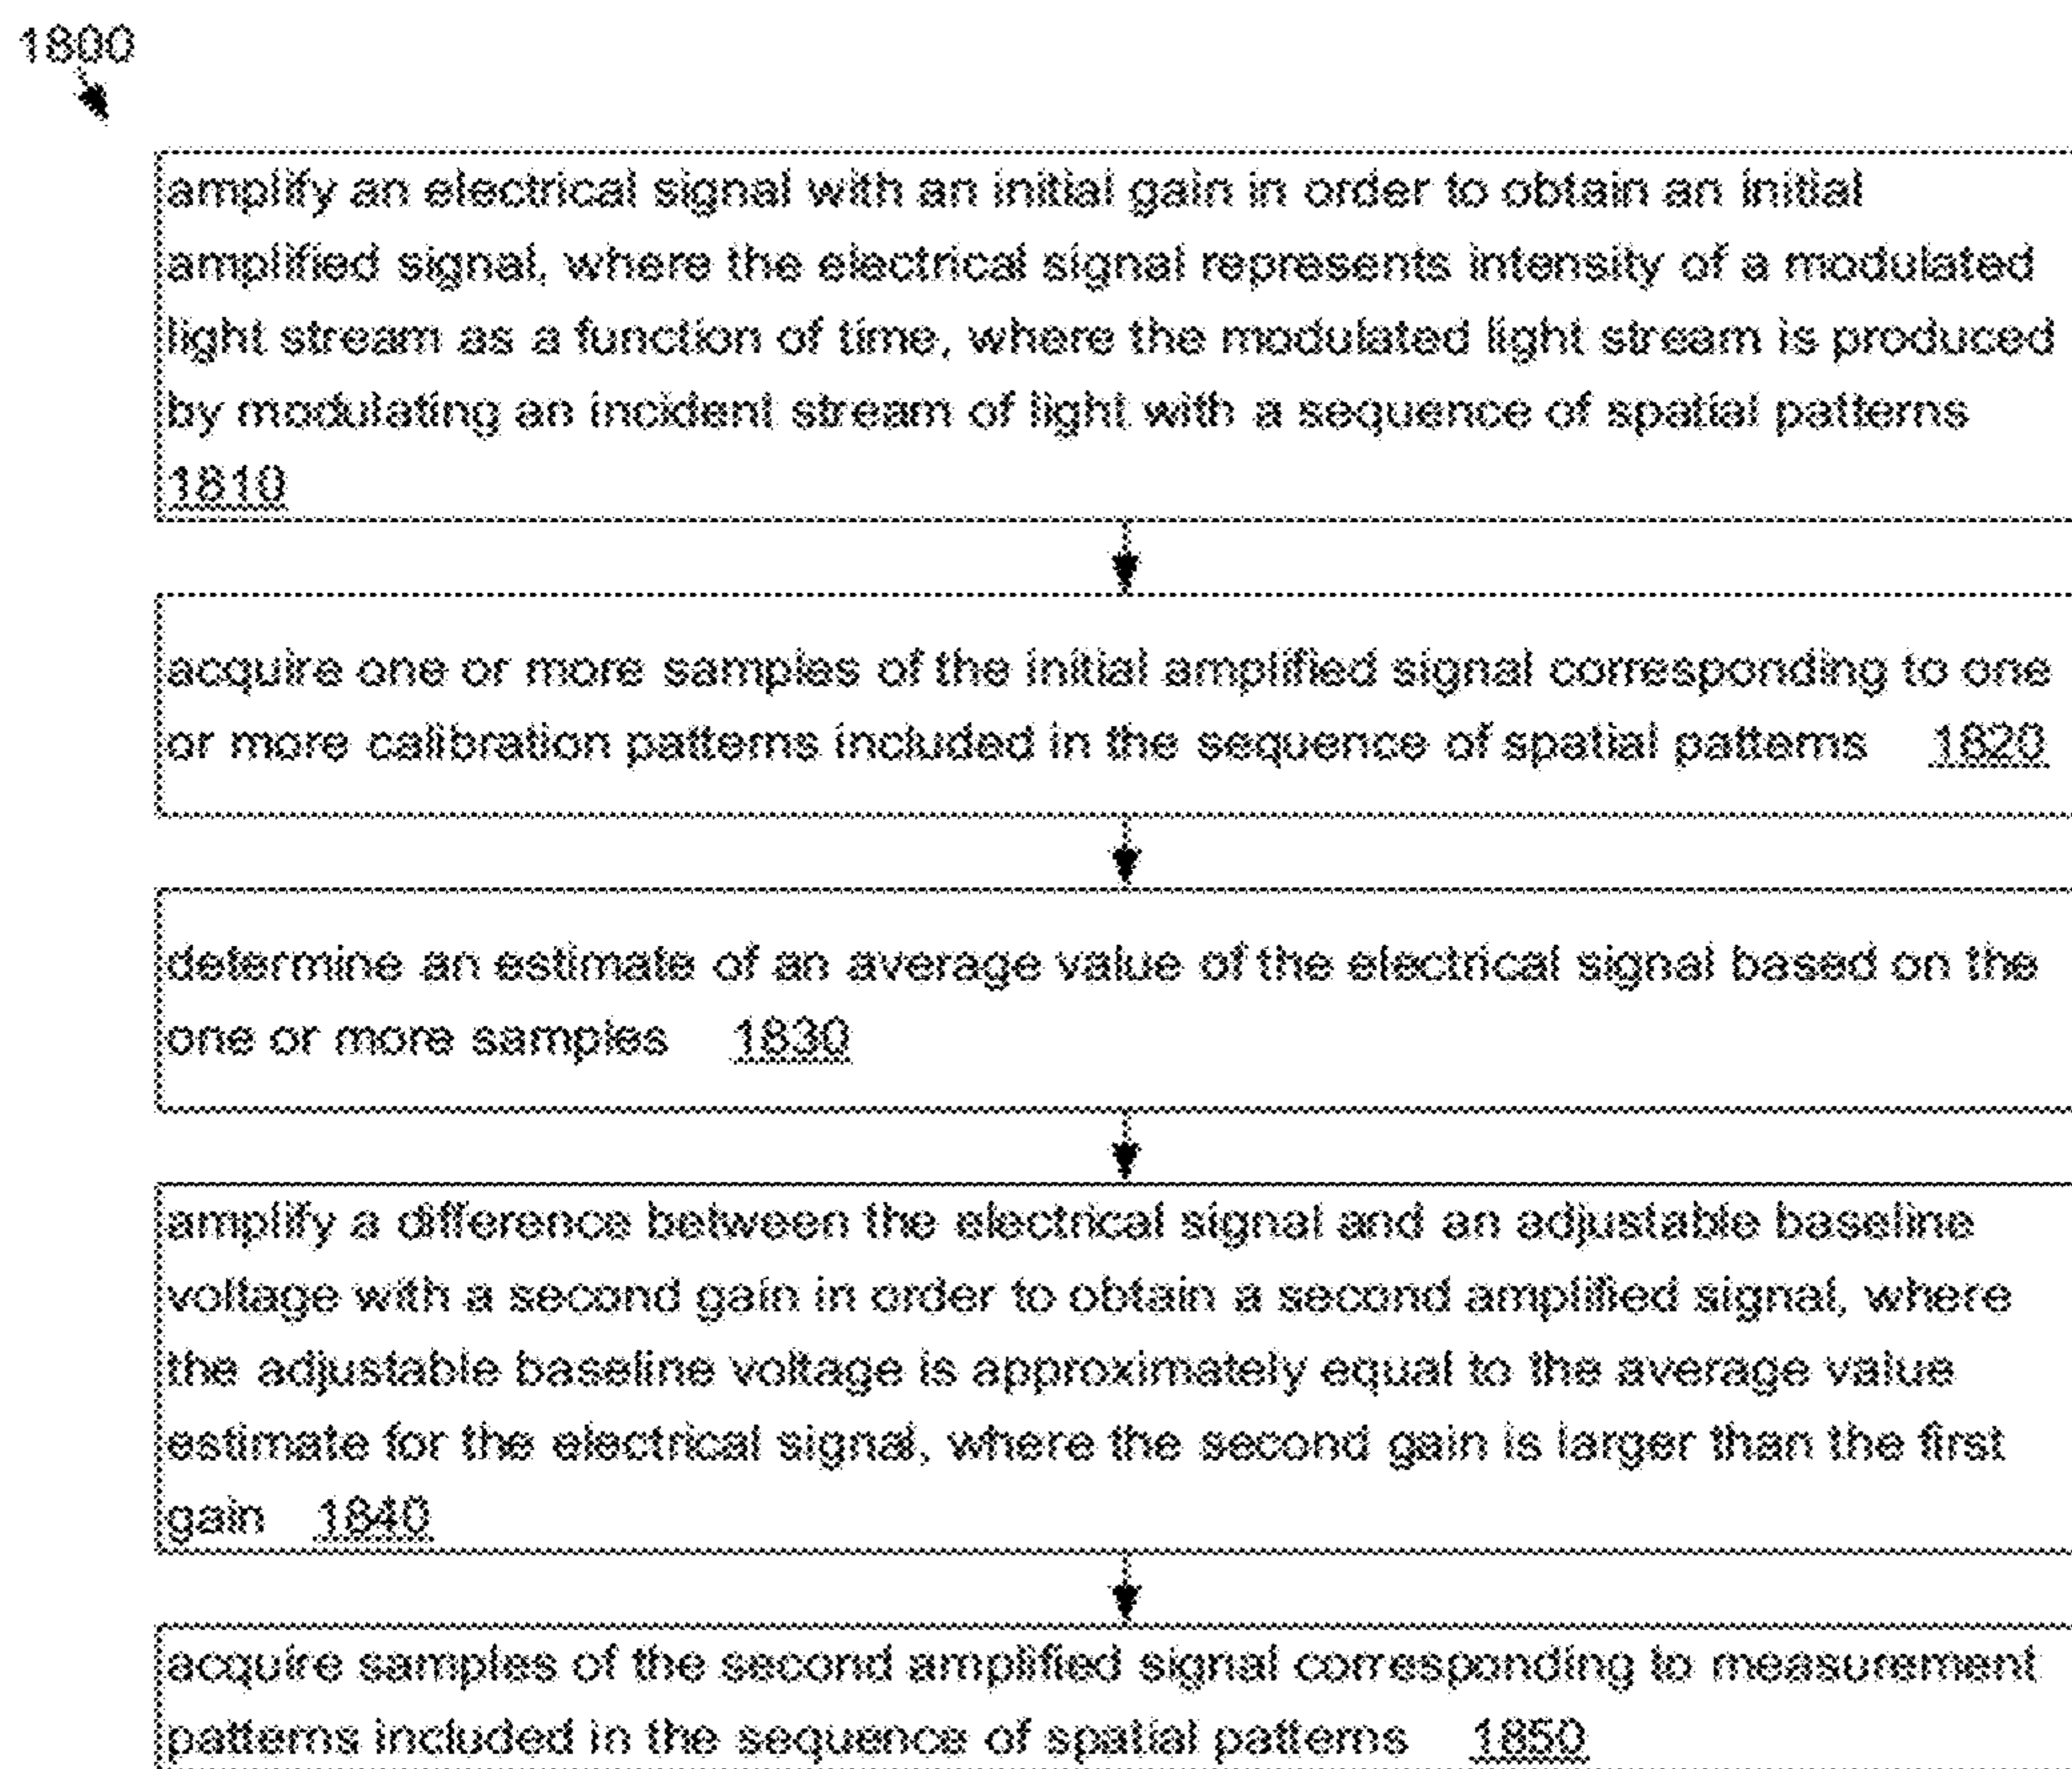 1800
amplify an electrical signal with an initial gain in order to obtain an initial
amplified signal, where the electrical signal represents intensity of a modulated
light stream as a function of time, where the modulated light stream is produced
by modulating an incident stream of light with a sequence of spatial patterns
1810
acquire one or more samples of the initial amplified signal corresponding to one
or more calibration patterns included in the sequence of spatial patterns 1820
determine an estimate of an average value of the electrical signal based on the
one or more samples 1830
amplify a difference between the electrical signal and an adjustable baseline
voltage with a second gain in order to obtain a second amplified signal, where
the adjustable baseline voltage is approximately equal to the average value
estimate for the electrical signal, where the second gain is larger than the first
gain 1840
acquire samples of the second amplified signal corresponding to measurement
patterns included in the sequence of spatial patterns 1850